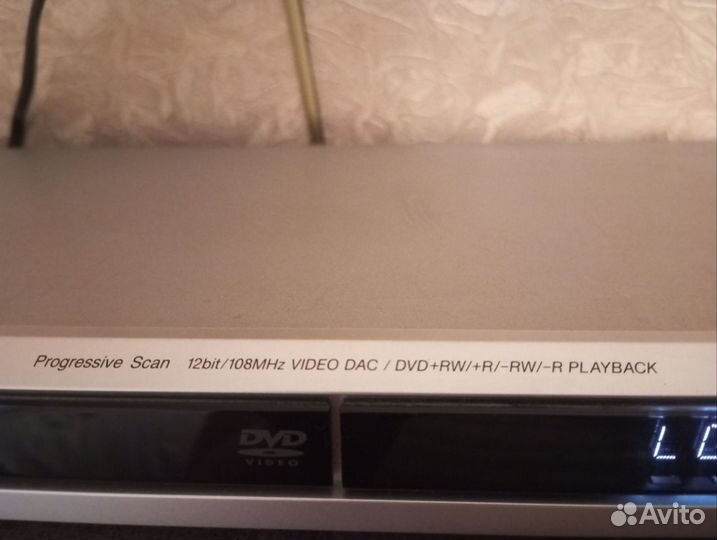 Progressive Scan 12bit/108MHz VIDEO DAC / DVD+RW/+R/-RW/-R PLAYBACK
DVD
VIDEO
Avito